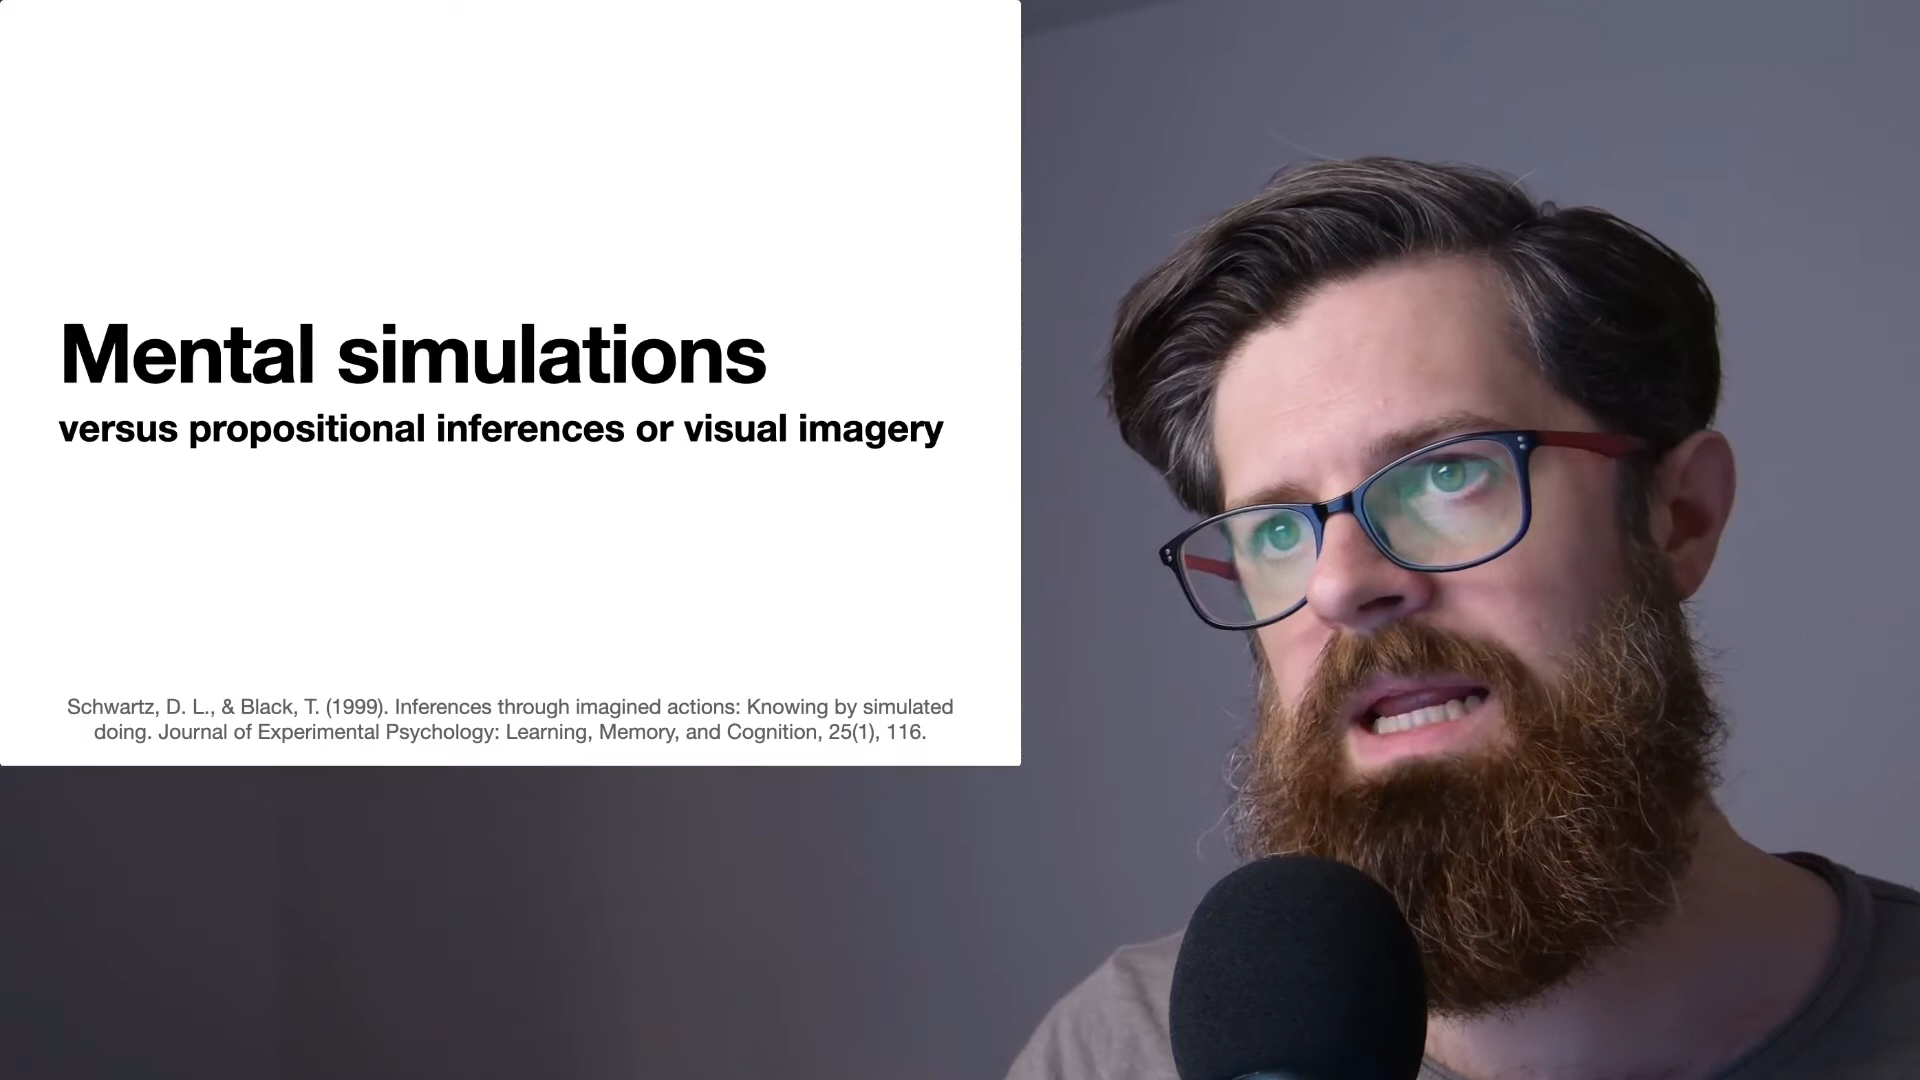 Mental simulations
versus propositional inferences or visual imagery
Schwartz, D. L., & Black, T. (1999). Inferences through imagined actions: Knowing by simulated
doing. Journal of Experimental Psychology: Learning, Memory, and Cognition, 25(1), 116.